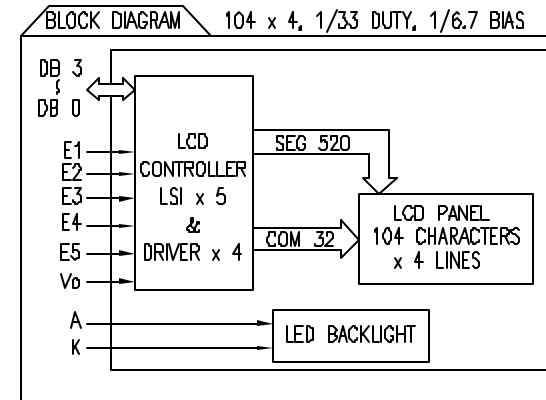 BLOCK DIAGRAM
104 x 4, 1/33 DUTY, 1/6.7 BIAS
DB 3
DB 0
E1
E2
E3
E4
E5
Vo
A
K
LCD
CONTROLLER
LSI x 5
&
DRIVER x 4
SEG 520
COM 32
LCD PANEL
104 CHARACTERS
x 4 LINES
LED BACKLIGHT